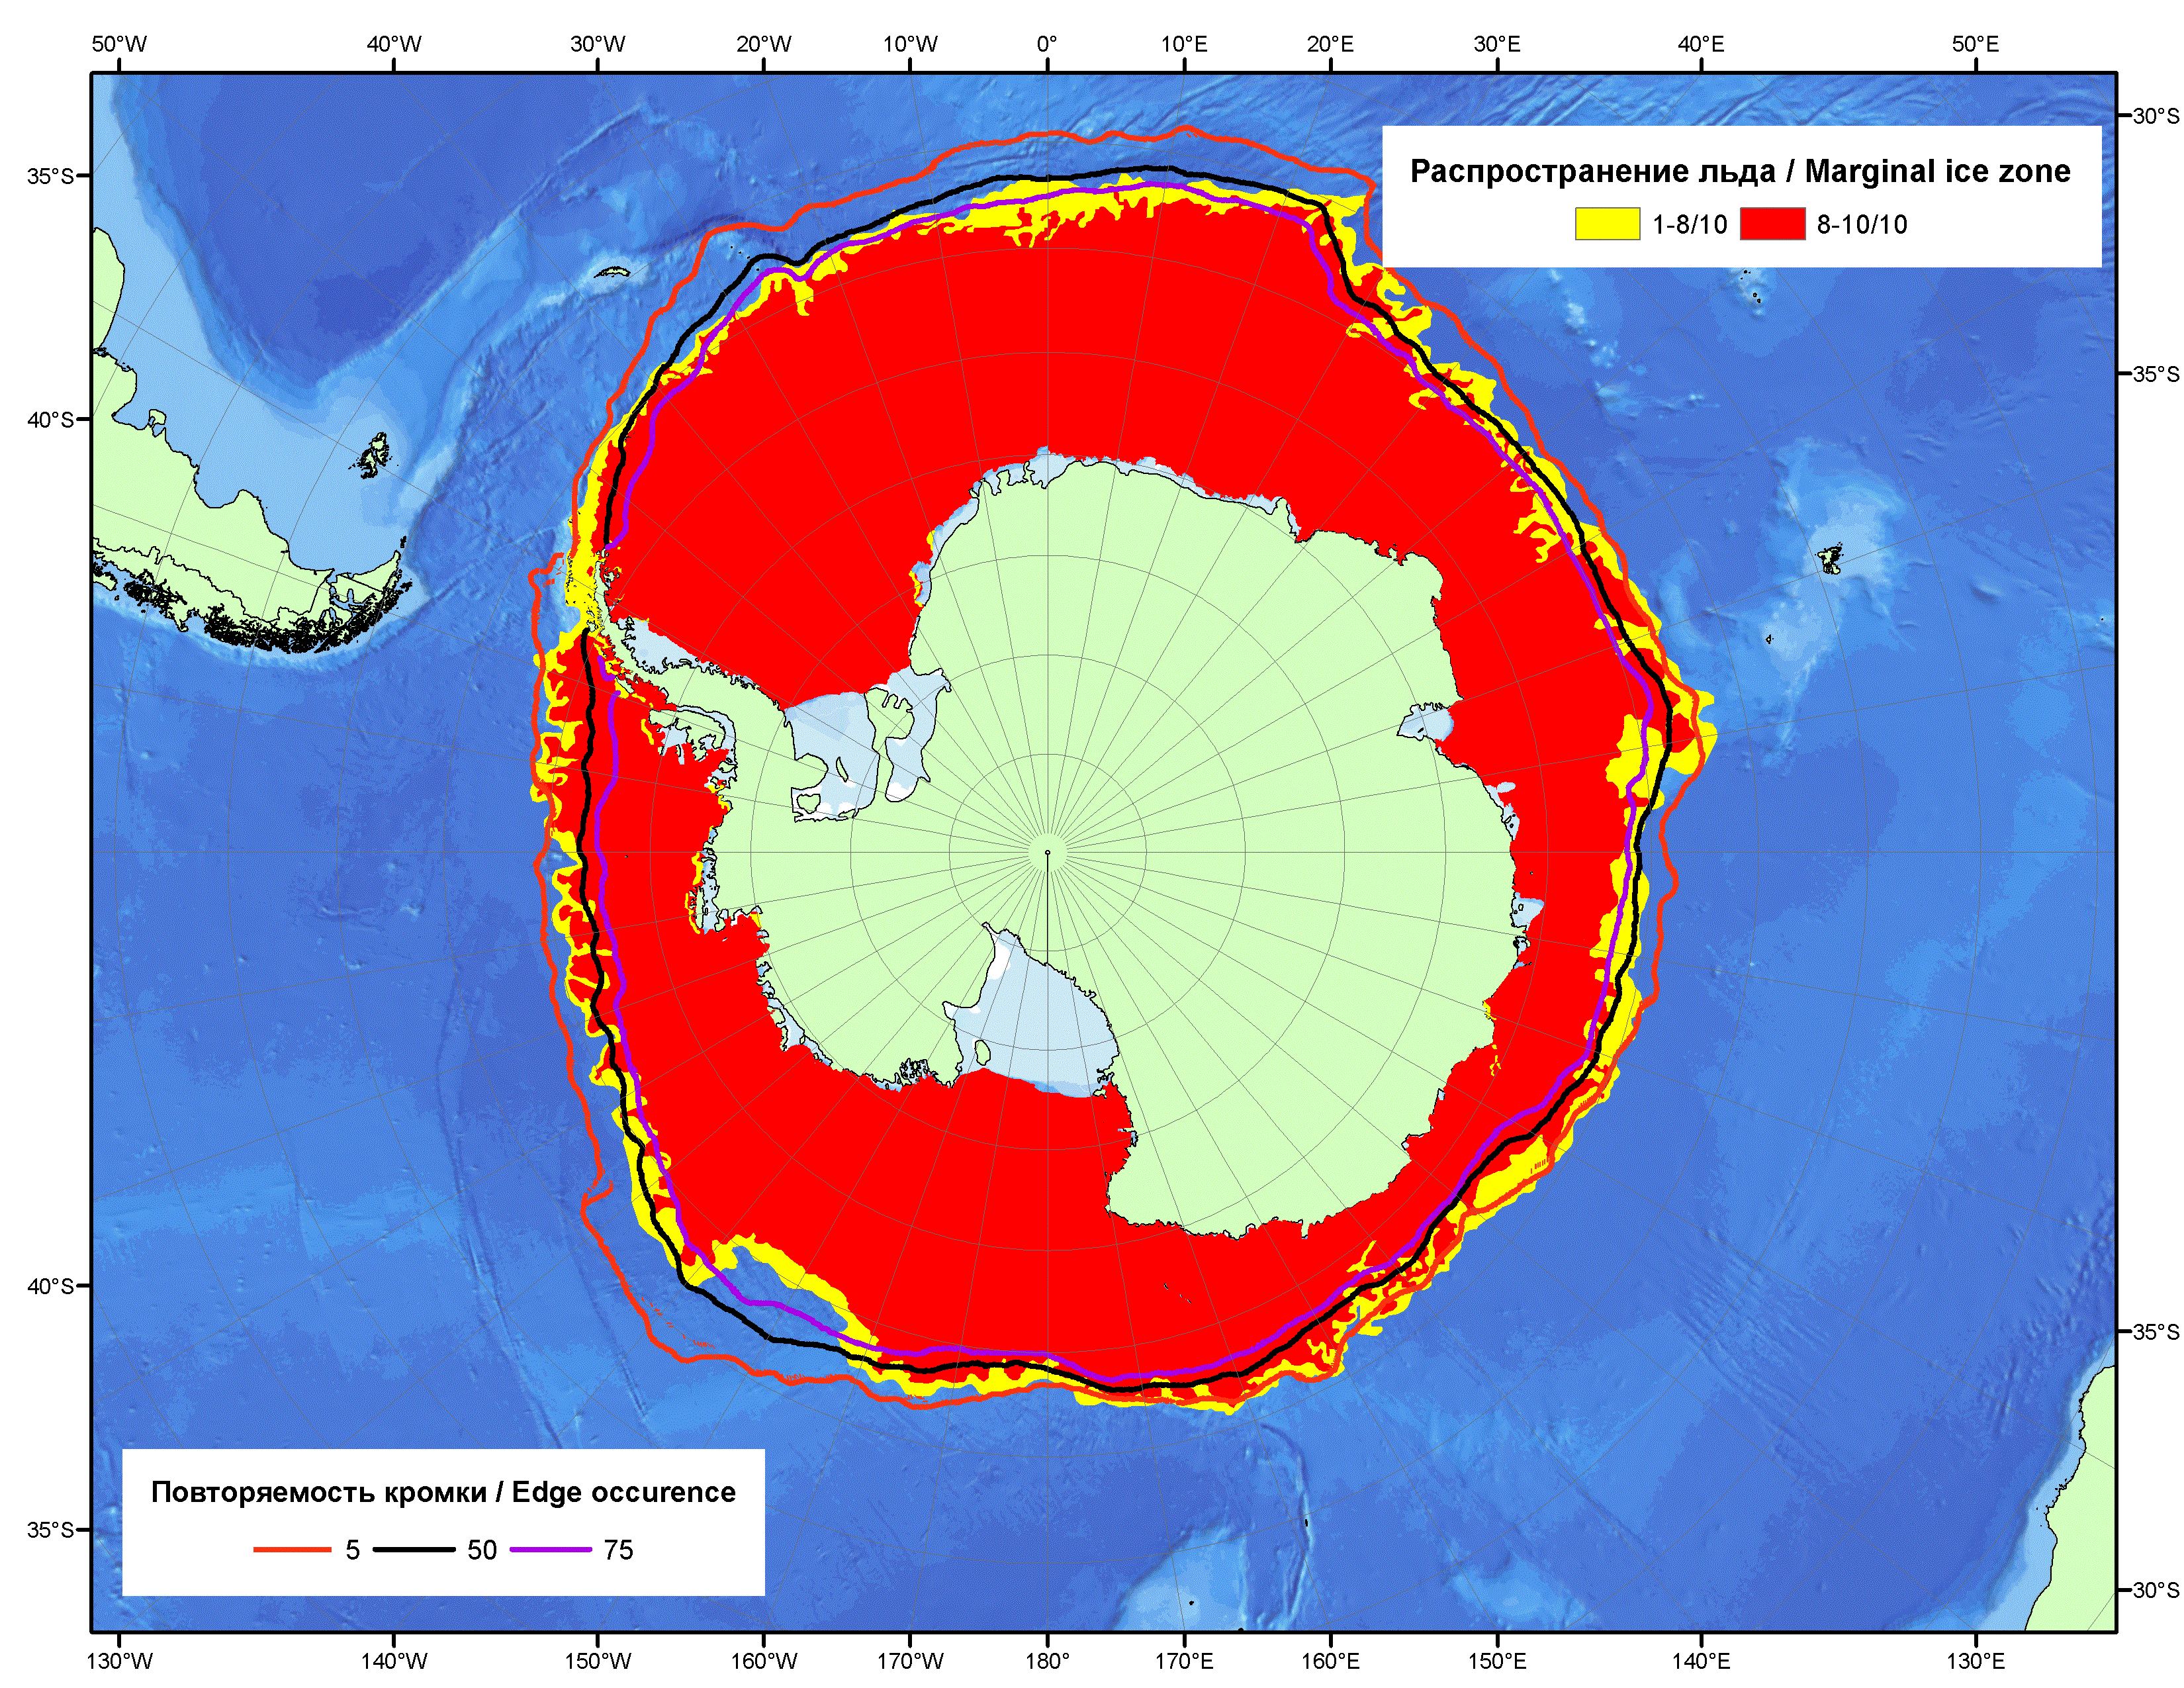 50°W 40°W 30°W 20°W 10°W 0° 10°E 20°E 30°E 40°E 50°E
30°S
Распространение льда / Marginal ice zone
35°S
1-8/10 8-10/10
35°S
40°S
40°S
35°S
Повторяемость кромки / Edge occurence
35°S
5 50 75
30°S
130°W 140°W 150°W 160°W 170°W 180° 170°E 160°E 150°E 140°E 130°E